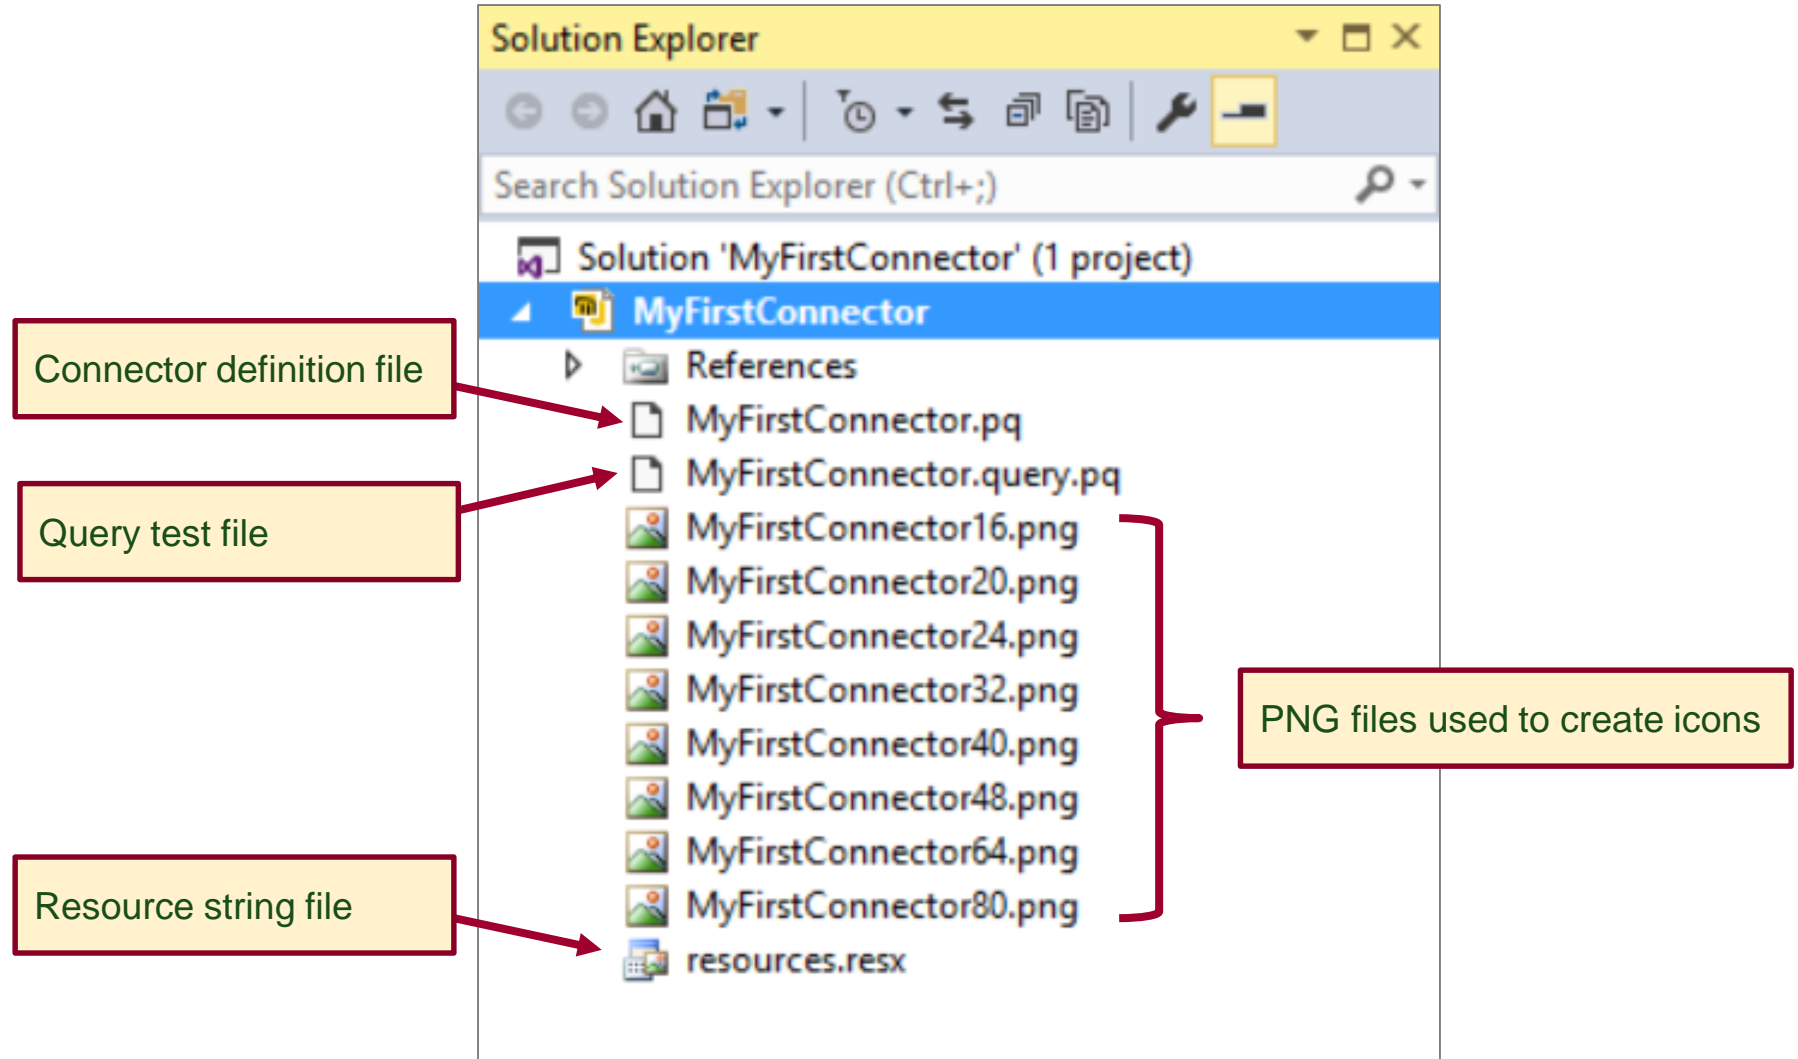 Solution Explorer
Search Solution Explorer (Ctrl+;)
Solution 'MyFirstConnector' (1 project)
MyFirstConnector
References
MyFirstConnector.pq
MyFirstConnector.query.pq
MyFirstConnector16.png
MyFirstConnector20.png
MyFirstConnector24.png
MyFirstConnector32.png
MyFirstConnector40.png
MyFirstConnector48.png
MyFirstConnector64.png
MyFirstConnector80.png
resources.resx
Connector definition file
Query test file
Resource string file
PNG files used to create icons